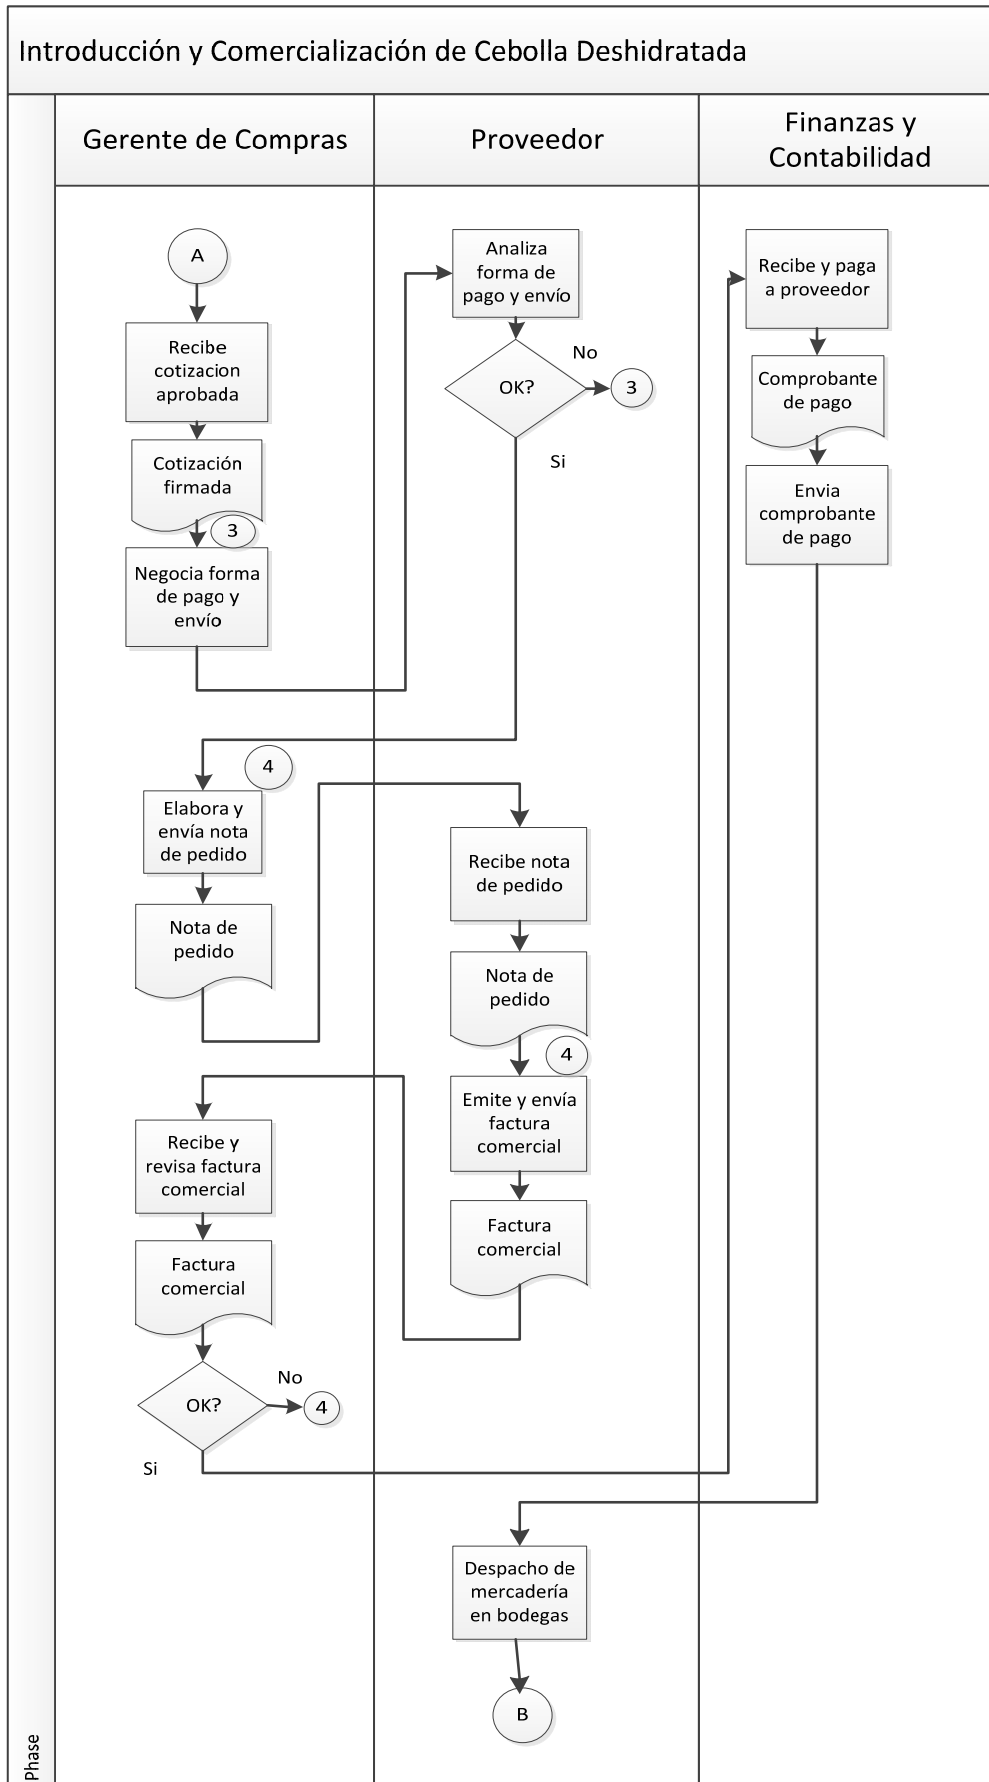 Introducción y Comercialización de Cebolla Deshidratada
Gerente de Compras
Proveedor
Finanzas y
Contabilidad
A
Recibe
cotizacion
aprobada
Cotización
firmada
3
Negocia forma
de pago y
envío
Analiza
forma de
pago y envío
OK?
No
3
Si
Recibe y paga
a proveedor
Comprobante
de pago
Envia
comprobante
de pago
4
Elabora y
envía nota
de pedido
Nota de
pedido
Recibe nota
de pedido
Nota de
pedido
4
Emite y envía
factura
comercial
Factura
comercial
Recibe y
revisa factura
comercial
Factura
comercial
OK?
No
4
Si
Despacho de
mercadería
en bodegas
B
Phase